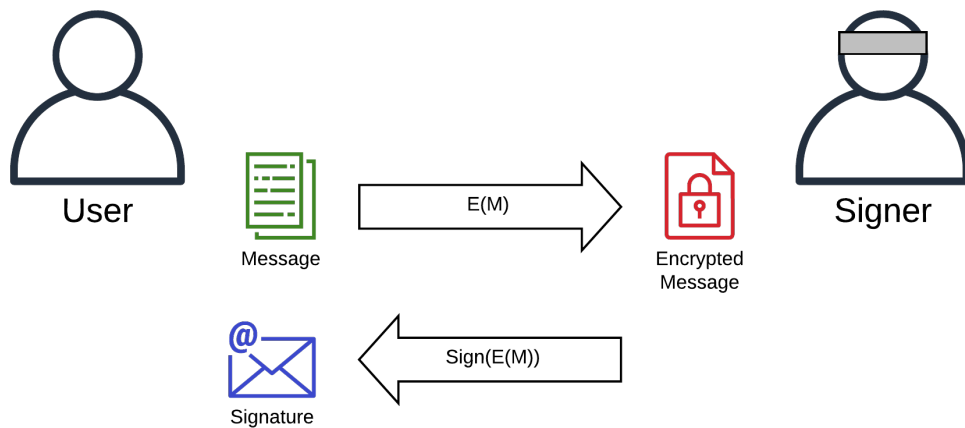 User
Signer
E(M)
Message
Encrypted
Message
@
Sign(E(M))
Signature